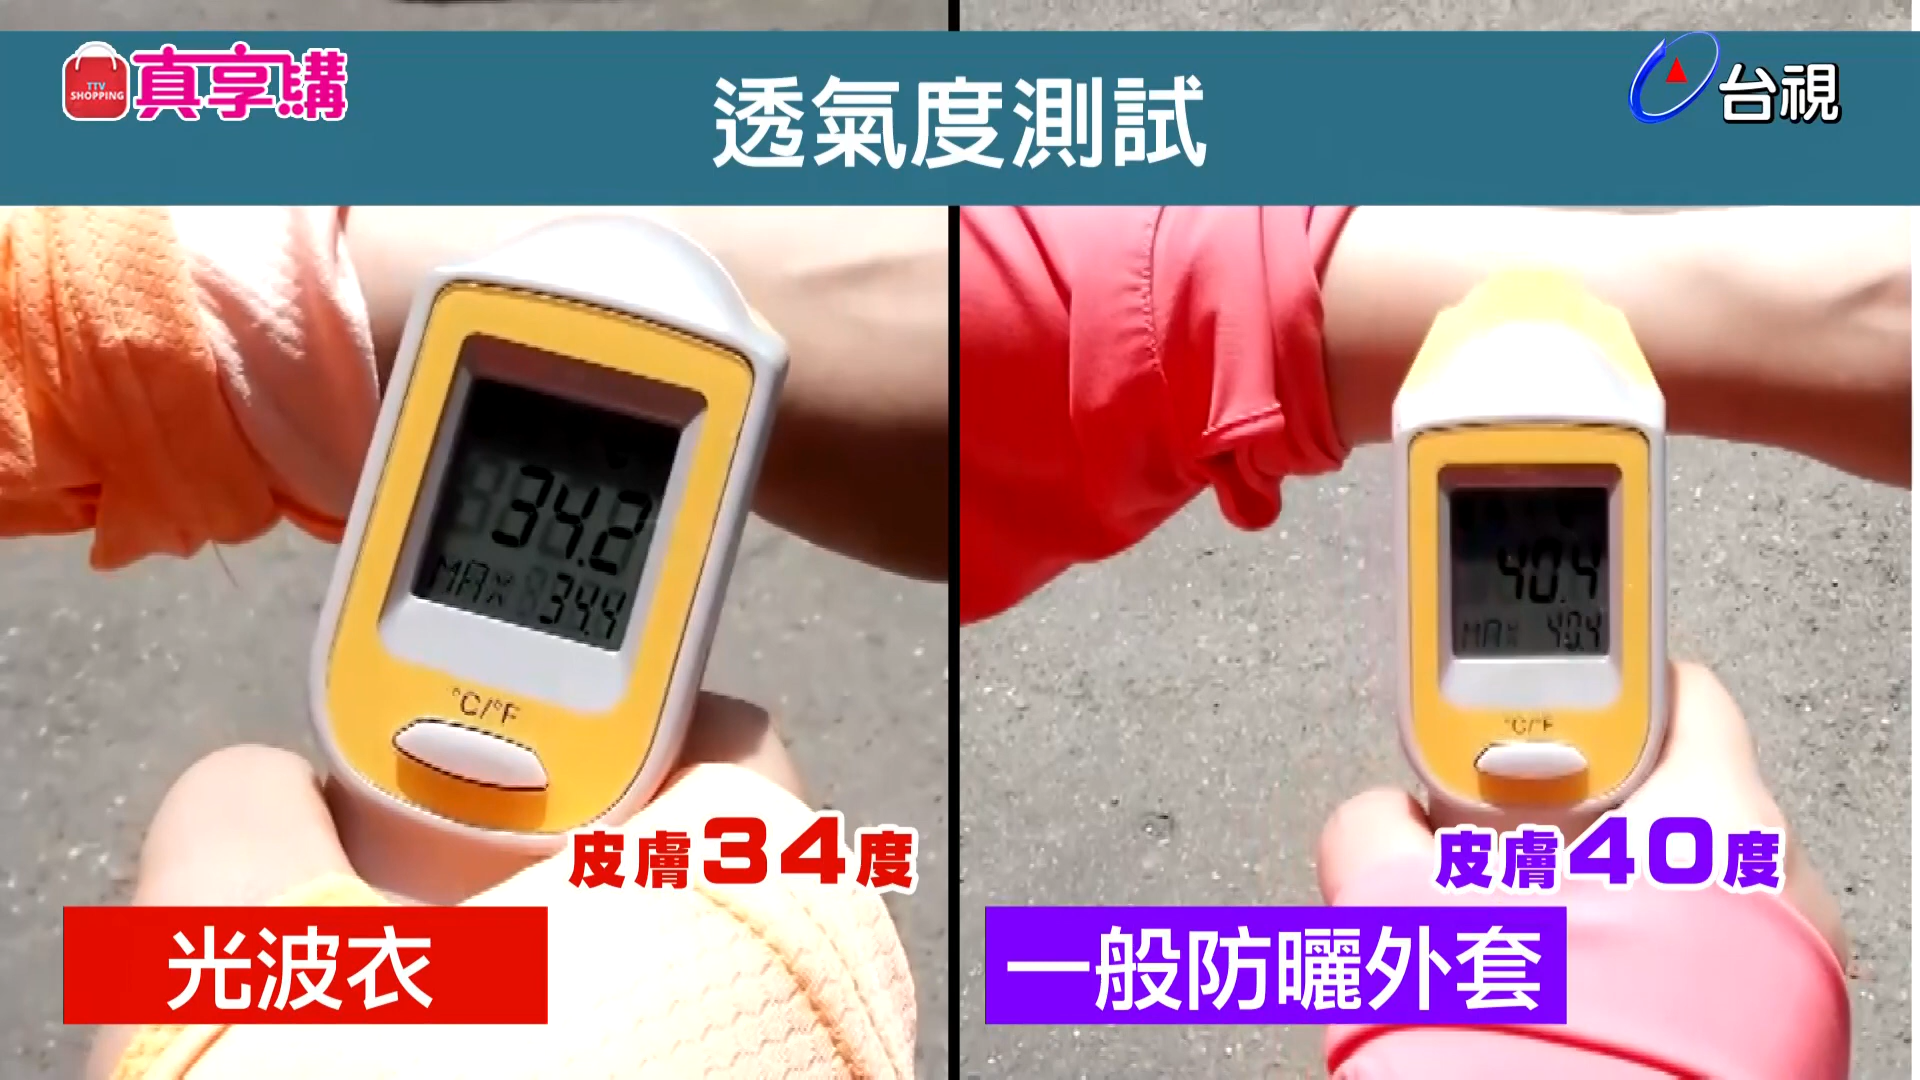 TTV
SHOPPING
真享購
透氣度測試
台視
34.2
MAX 34.4
°C/°F
40.4
MAX 40.4
°C/°F
皮膚34度
皮膚40度
光波衣
一般防曬外套